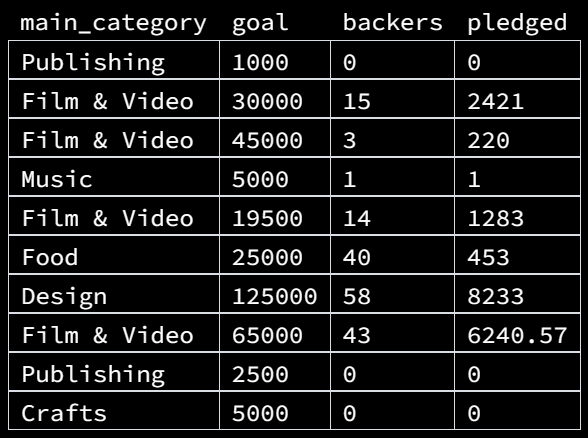 main_category goal backers pledged
Publishing 1000 0 0
Film & Video 30000 15 2421
Film & Video 45000 3 220
Music 5000 1 1
Film & Video 19500 14 1283
Food 25000 40 453
Design 125000 58 8233
Film & Video 65000 43 6240.57
Publishing 2500 0 0
Crafts 5000 0 0